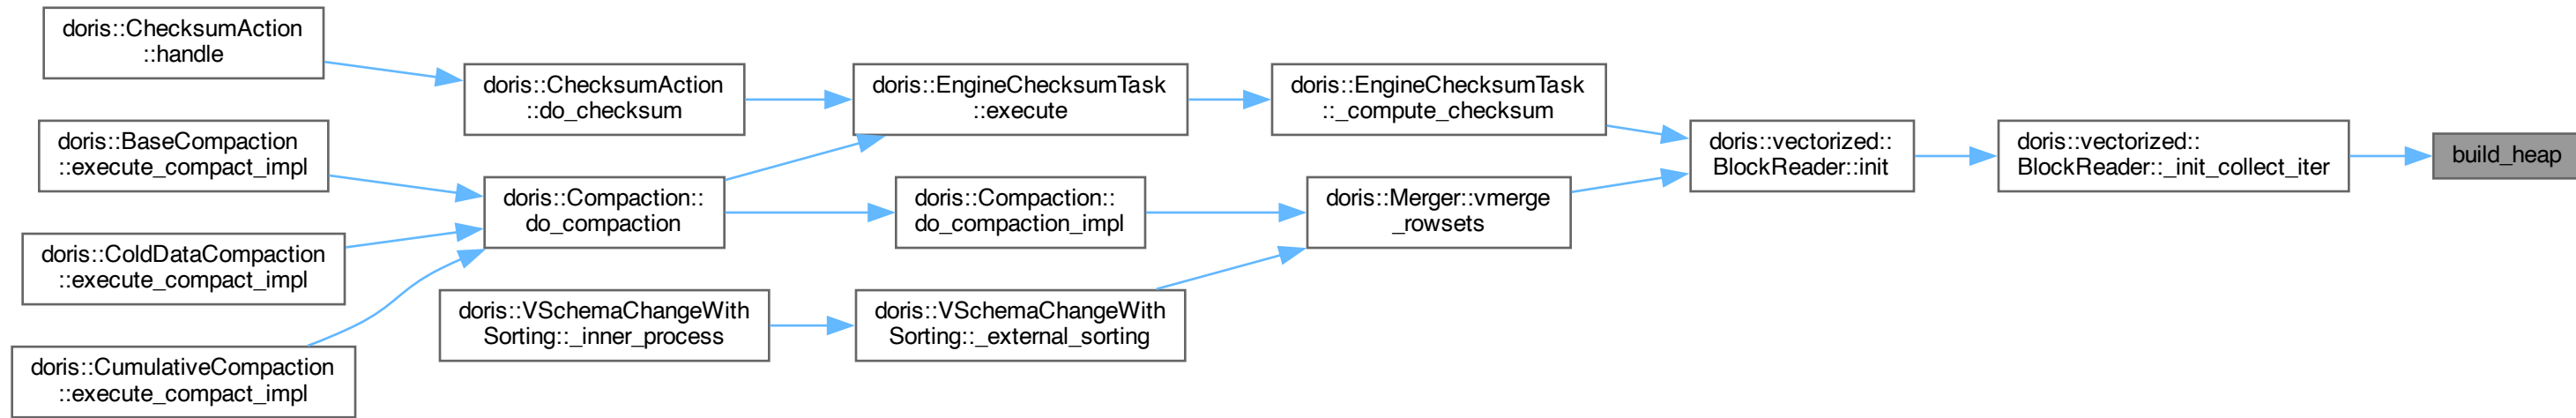 doris::ChecksumAction
::handle
doris::BaseCompaction
::execute_compact_impl
doris::ColdDataCompaction
::execute_compact_impl
doris::CumulativeCompaction
::execute_compact_impl
doris::ChecksumAction
::do_checksum
doris::Compaction::
do_compaction
doris::VSchemaChangeWith
Sorting::_inner_process
doris::EngineChecksumTask
::execute
doris::Compaction::
do_compaction_impl
doris::VSchemaChangeWith
Sorting::_external_sorting
doris::EngineChecksumTask
::_compute_checksum
doris::Merger::vmerge
_rowsets
doris::vectorized::
BlockReader::init
doris::vectorized::
BlockReader::_init_collect_iter
build_heap